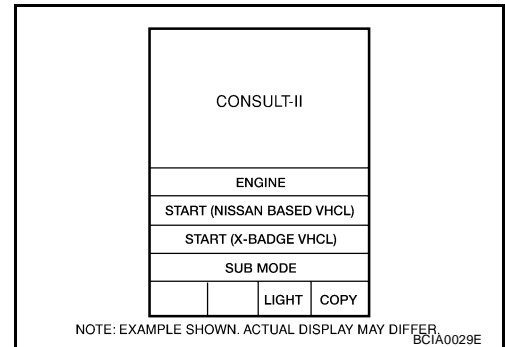 CONSULT-II
ENGINE
START (NISSAN BASED VHCL)
START (X-BADGE VHCL)
SUB MODE
LIGHT COPY
NOTE: EXAMPLE SHOWN. ACTUAL DISPLAY MAY DIFFER.
BCIA0029E